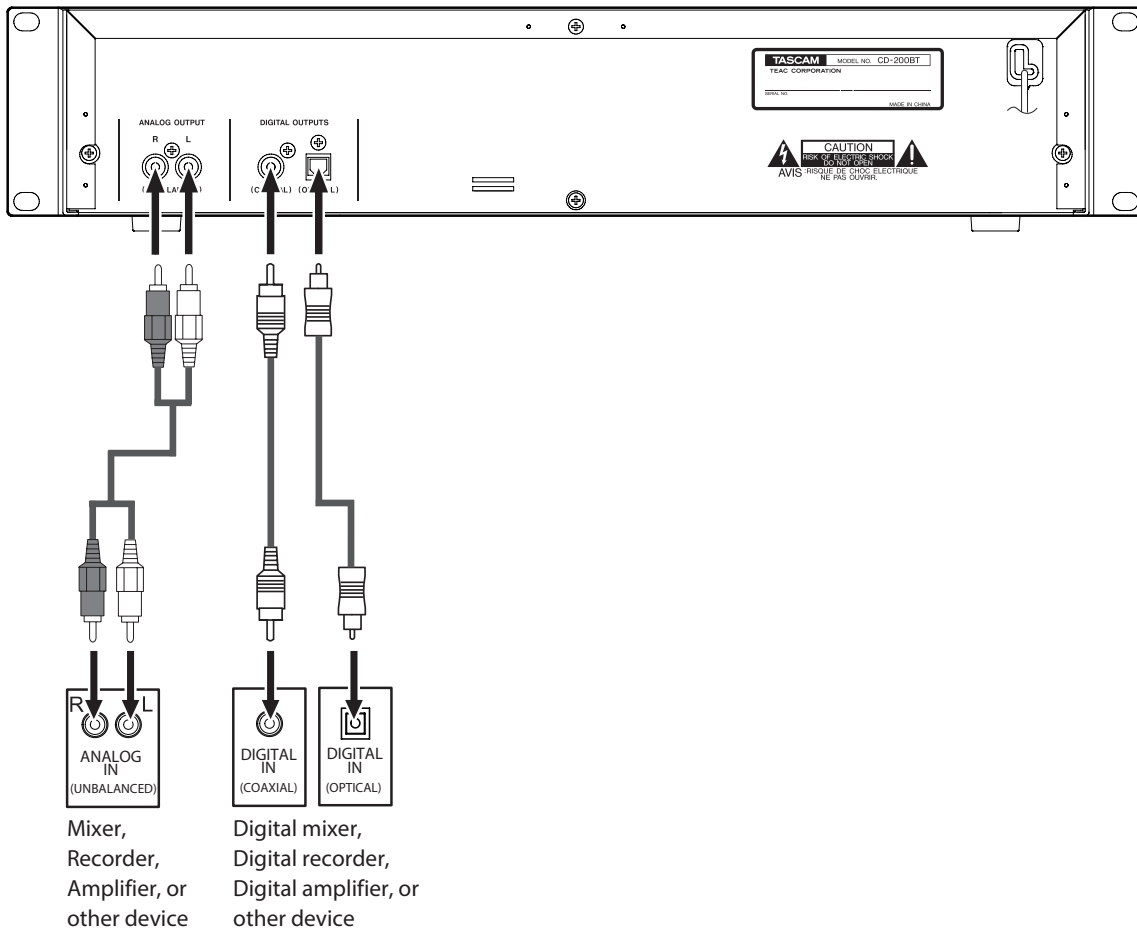 TASCAM MODEL NO. CD-200BT
TEAC CORPORATION
SERIAL NO.
MADE IN CHINA
ANALOG OUTPUT
R L
DIGITAL OUTPUTS
CAUTION
RISK OF ELECTRIC SHOCK
DO NOT OPEN
AVIS :RISQUE DE CHOC ELECTRIQUE
NE PAS OUVRIR.
R L
ANALOG
IN
(UNBALANCED)
DIGITAL
IN
(COAXIAL)
DIGITAL
IN
(OPTICAL)
Mixer,
Recorder,
Amplifier, or
other device
Digital mixer,
Digital recorder,
Digital amplifier, or
other device